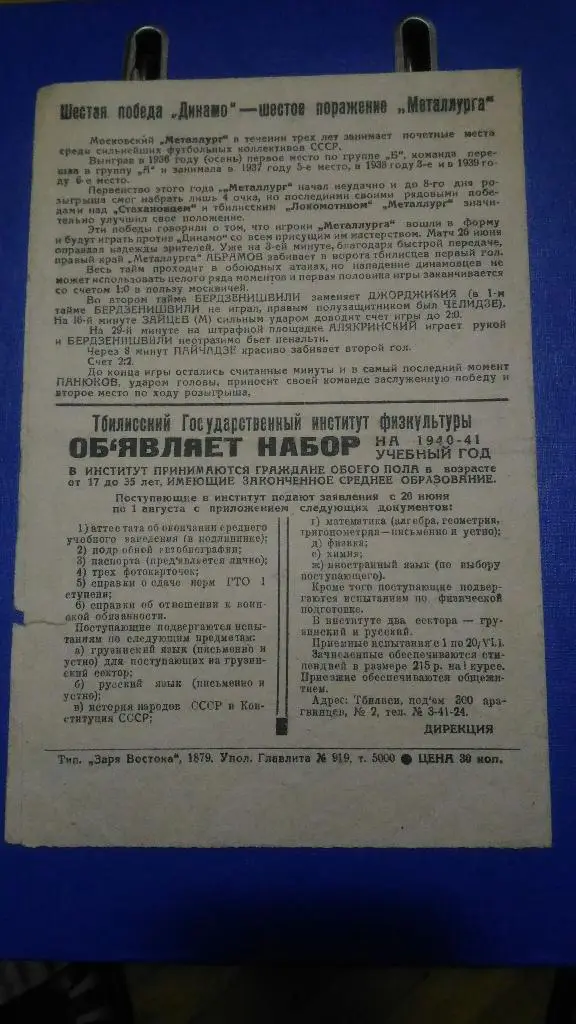 Шестая победа „Динамо" — шестое поражение „Металлурга"
Московский „Металлург" в течении трех лет занимает почетные места
среди сильнейших футбольных коллективов СССР.
Выиграв в 1936 году (осень) первое место по группе „Б", команда пере-
шла в группу „А" и занимала в 1937 году 5-е место, в 1938 году 3-е и в 1939
году 6-е место.
Первенство этого года „Металлург" начал неудачно и до 8-го дня ро-
зыгрыша смог набрать лишь 4 очка, но последними своими рядовыми побе-
дами над „Стахановцем" и тбилисским „Локомотивом" „Металлург" значи-
тельно улучшил свое положение.
Эти победы говорили о том, что игроки „Металлурга" вошли в форму
и будут играть против „Динамо" со всем присущим им мастерством. Матч 26 июня
оправдал надежды зрителей. Уже на 3-ей минуте, благодаря быстрой передаче,
правый край „Металлурга" АБРАМОВ забивает в ворота тбилисцев первый гол.
Весь тайм проходит в обоюдных атаках, но нападение динамовцев не
может использовать целого ряда моментов и первая половина игры заканчивается
со счетом 1:0 в пользу москвичей.
Во втором тайме БЕРДЗЕНИШВИЛИ заменяет ДЖОРДЖИКИЯ (в 1-м
тайме БЕРДЗЕНИШВИЛИ не играл, правым полузащитником был ЧЕЛИДЗЕ).
На 16-й минуте ЗАЙЦЕВ (М) сильным ударом доводит счет игры до 2:0.
На 29-й минуте на штрафной площадке АЛЯКРИНСКИЙ играет рукой
и БЕРДЗЕНИШВИЛИ неотразимо бьет пенальти.
Через 8 минут ПАЙЧАДЗЕ красиво забивает второй гол.
Счет 2:2.
До конца игры остались считанные минуты и в самый последний момент
ПАНЮКОВ, ударом головы, приносит своей команде заслуженную победу и
второе место по ходу розыгрыша.
Тбилисский Государственный институт физкультуры
ОБ'ЯВЛЯЕТ НАБОР НА 1940-41 УЧЕБНЫЙ ГОД
В ИНСТИТУТ ПРИНИМАЮТСЯ ГРАЖДАНЕ ОБОЕГО ПОЛА в возрасте
от 17 до 35 лет, ИМЕЮЩИЕ ЗАКОНЧЕННОЕ СРЕДНЕЕ ОБРАЗОВАНИЕ.
Поступающие в институт подают заявления с 20 июня
по 1 августа с приложением следующих документов:
1) аттестата об окончании среднего
учебного заведения (в подлиннике);
2) подробной автобиографии;
3) паспорта (пред'является лично);
4) трех фотокарточек;
5) справки о сдаче норм ГТО 1
ступени;
6) справки об отношении к воин-
ской обязанности.
Поступающие подвергаются испы-
таниям по следующим предметам:
а) грузинский язык (письменно и
устно) для поступающих на грузин-
ский сектор;
б) русский язык (письменно и
устно);
в) история народов СССР и Кон-
ституция СССР;
г) математика (алгебра, геометрия,
тригонометрия—письменно и устно);
д) физика;
е) химия;
ж) иностранный язык (по выбору
поступающего).
Кроме того поступающие подвер-
гаются испытаниям по физической
подготовке.
В институте два сектора — гру-
зинский и русский.
Приемные испытания с 1 по 20/VIII.
Зачисленные обеспечиваются сти-
пендией в размере 215 р. на 1 курсе.
Приезжие обеспечиваются общежи-
тием.
Адрес: Тбилиси, под'ем 300 ара-
гвинцев, № 2, тел. № 3-41-24.
ДИРЕКЦИЯ
Тип. „Заря Востока", 1879. Упол. Главлита № 919, т. 5000 ● ЦЕНА 30 коп.